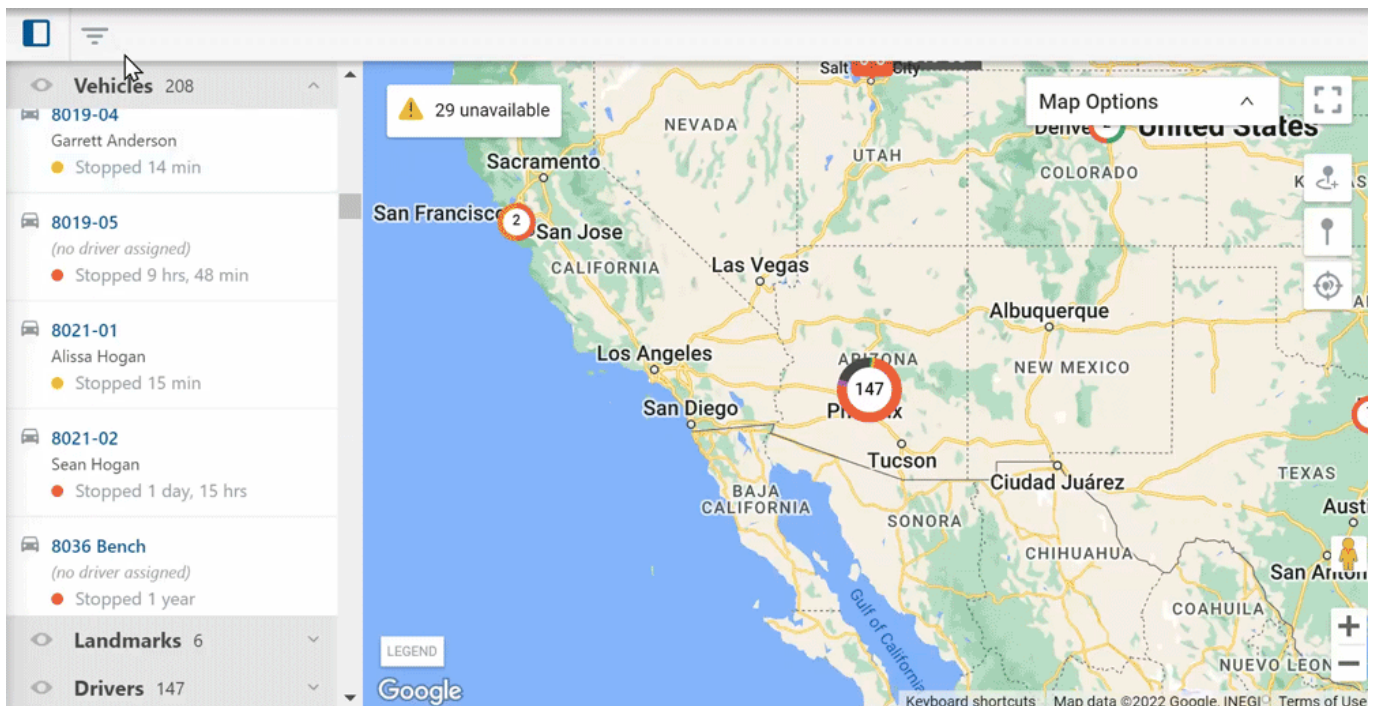 Vehicles 208
8019-04
Garrett Anderson
Stopped 14 min
8019-05
(no driver assigned)
Stopped 9 hrs, 48 min
8021-01
Alissa Hogan
Stopped 15 min
8021-02
Sean Hogan
Stopped 1 day, 15 hrs
8036 Bench
(no driver assigned)
Stopped 1 year
Landmarks 6
Drivers 147
29 unavailable
Map Options
Salt
City
United States
NEVADA
UTAH
COLORADO
Sacramento
San Francisco
2
San Jose
CALIFORNIA
Las Vegas
Albuquerque
Los Angeles
ARIZONA
NEW MEXICO
147
San Diego
Tucson
Ciudad Juárez
TEXAS
BAJA
CALIFORNIA
SONORA
CHIHUAHUA
San Anton
COAHUILA
Gulf of California
NUEVO LEON
LEGEND
Google
Keyboard shortcuts
Map data ©2022 Google, INEGI
Terms of Use